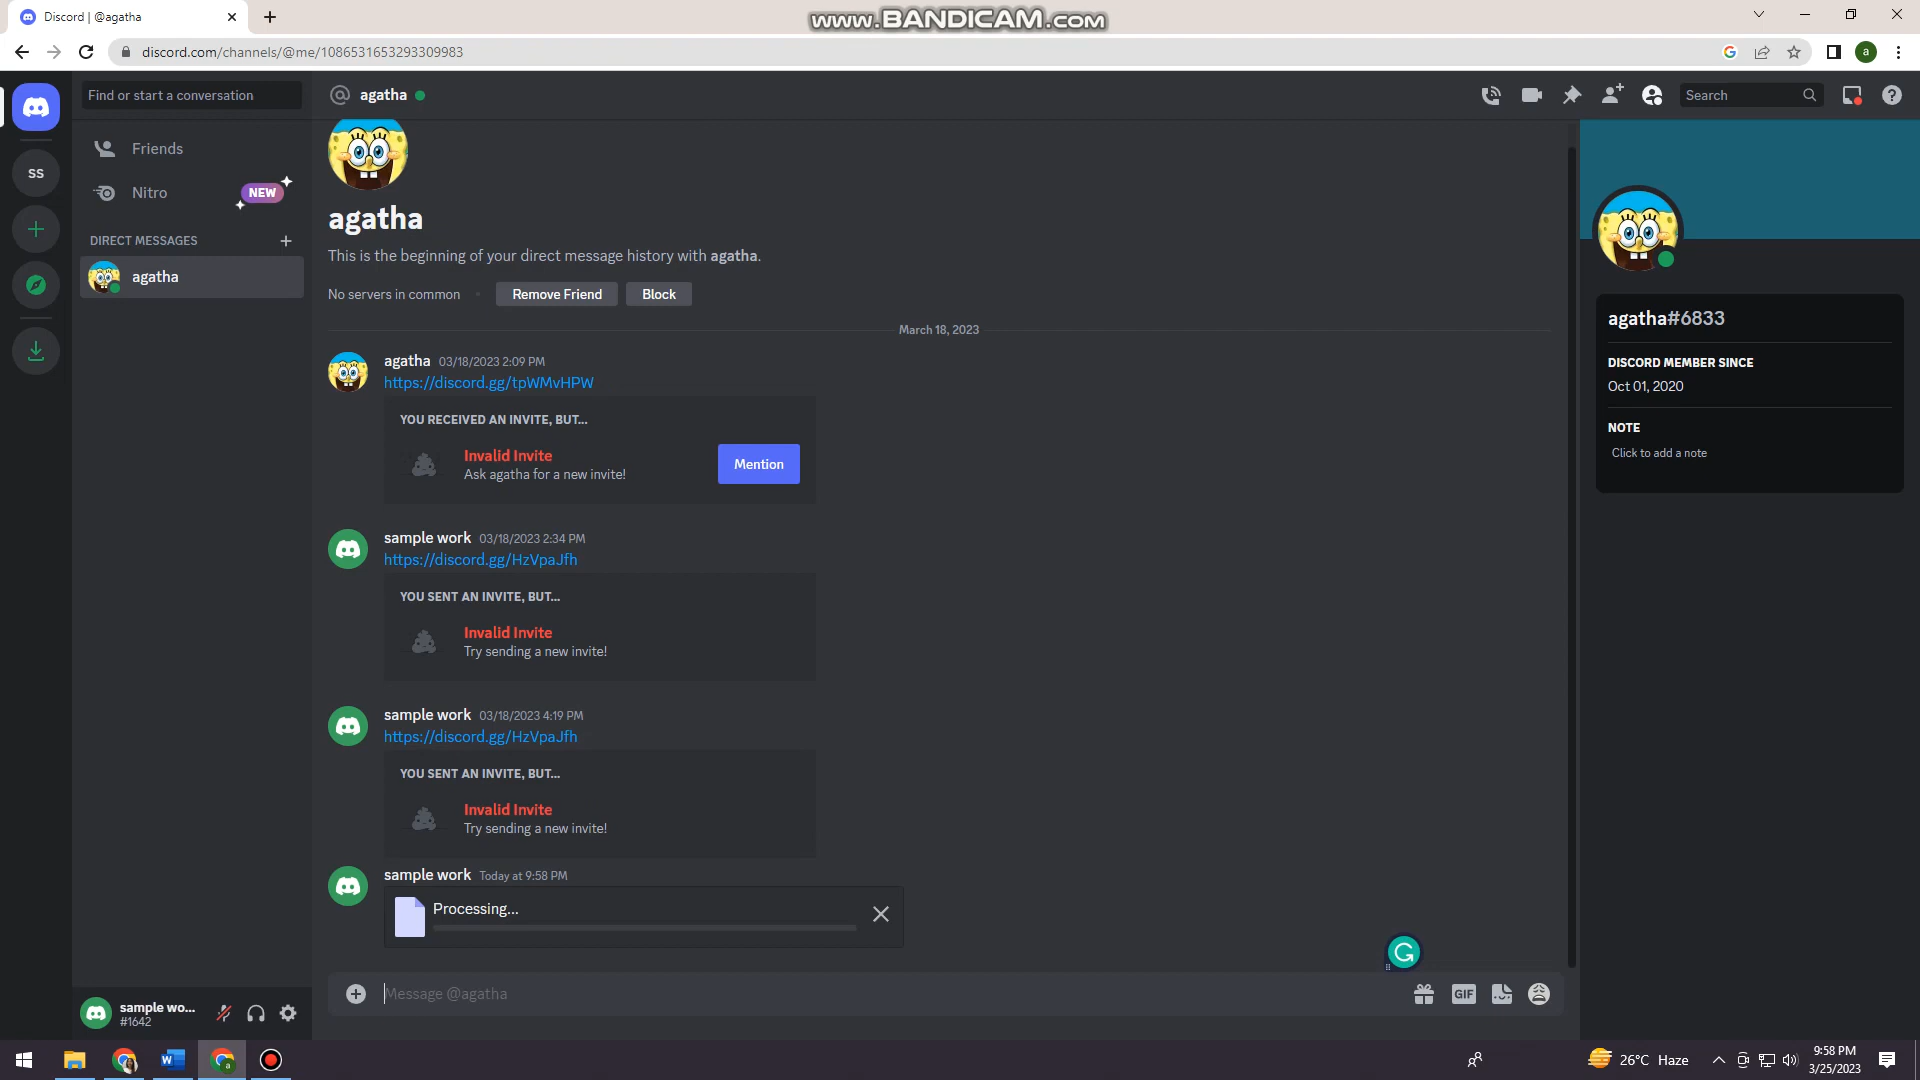 Discord | @agatha
www.BANDICAM.com
discord.com/channels/@me/1086531653293309983
a
Find or start a conversation
agatha
Search
SS
Friends
Nitro
NEW
DIRECT MESSAGES
agatha
agatha
This is the beginning of your direct message history with agatha.
No servers in common
Remove Friend
Block
March 18, 2023
agatha 03/18/2023 2:09 PM
https://discord.gg/tpWMvHPW
YOU RECEIVED AN INVITE, BUT...
Invalid Invite
Ask agatha for a new invite!
Mention
sample work 03/18/2023 2:34 PM
https://discord.gg/HzVpaJfh
YOU SENT AN INVITE, BUT...
Invalid Invite
Try sending a new invite!
sample work 03/18/2023 4:19 PM
https://discord.gg/HzVpaJfh
YOU SENT AN INVITE, BUT...
Invalid Invite
Try sending a new invite!
sample work Today at 9:58 PM
Processing...
Message @agatha
GIF
agatha#6833
DISCORD MEMBER SINCE
Oct 01, 2020
NOTE
Click to add a note
sample wo...
#1642
26°C Haze
9:58 PM
3/25/2023